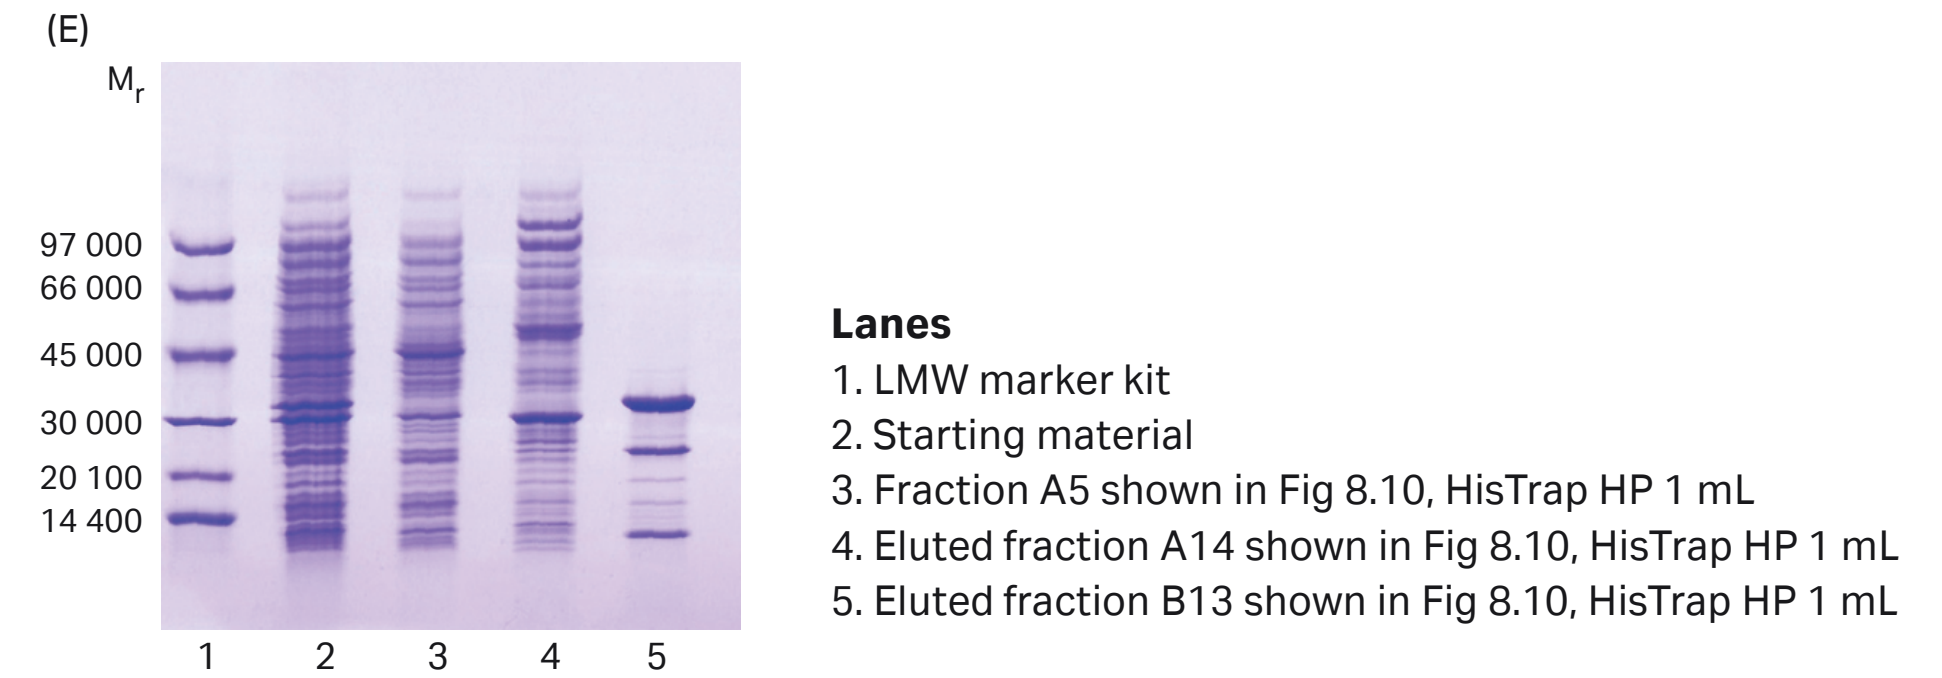 (E)
Mr
97 000
66 000
45 000
30 000
20 100
14 400
1 2 3 4 5
Lanes
1. LMW marker kit
2. Starting material
3. Fraction A5 shown in Fig 8.10, HisTrap HP 1 mL
4. Eluted fraction A14 shown in Fig 8.10, HisTrap HP 1 mL
5. Eluted fraction B13 shown in Fig 8.10, HisTrap HP 1 mL